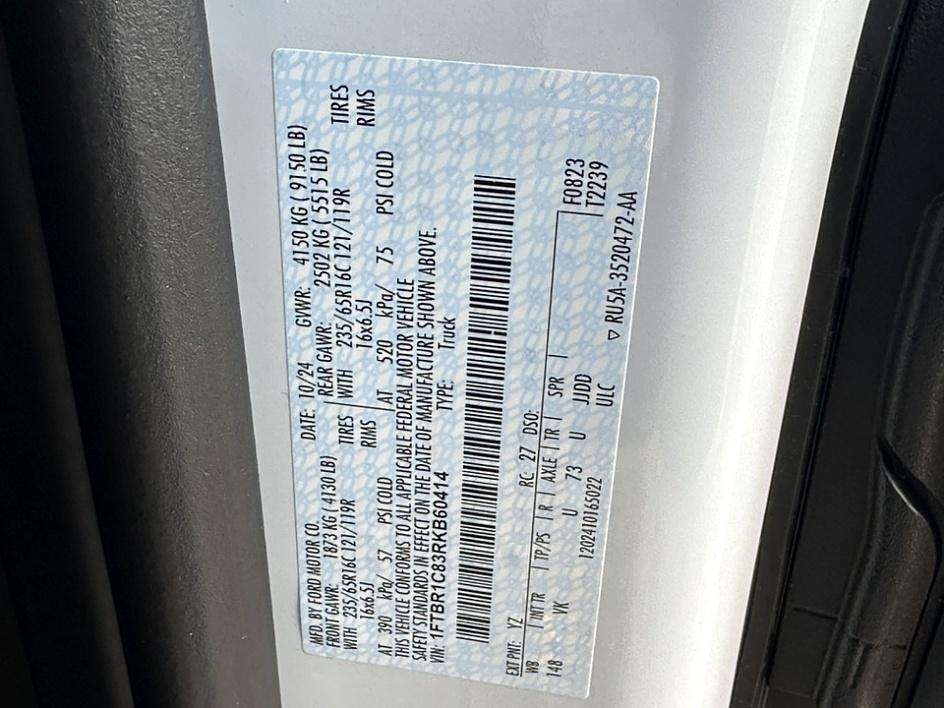 MFD. BY FORD MOTOR CO.
DATE: 10/24 GVWR: 4150 KG ( 9150 LB)
FRONT GAWR: 1873 KG ( 4130 LB)
REAR GAWR: 2502 KG ( 5515 LB)
WITH 235/65R16C 121/119R TIRES
WITH 235/65R16C 121/119R TIRES
16x6.5J RIMS
16x6.5J RIMS
AT 390 kPa/ 57 PSI COLD
AT 520 kPa/ 75 PSI COLD
THIS VEHICLE CONFORMS TO ALL APPLICABLE FEDERAL MOTOR VEHICLE
SAFETY STANDARDS IN EFFECT ON THE DATE OF MANUFACTURE SHOWN ABOVE.
VIN: 1FTBR1C83RKB60414 TYPE: Truck
EXT PNT: YZ RC: 27 DSO: F0823
WB | INT TR | TP/PS | R | AXLE | TR | SPR | T2239
148 VK U 73 U JJDD
120241016502​2 ULC
▽ RU5A-3520472-AA